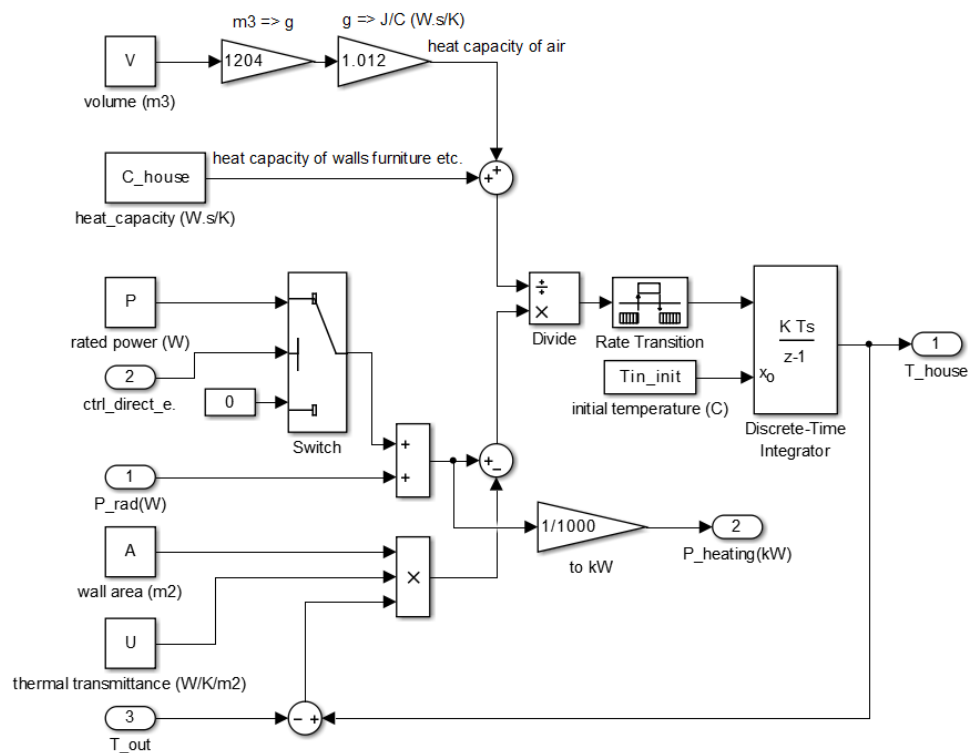 m3 => g
g => J/C (W.s/K)
V
1204
1.012
heat capacity of air
volume (m3)
heat capacity of walls furniture etc.
C_house
+
+
heat_capacity (W.s/K)
P
rated power (W)
2
ctrl_direct_e.
0
Switch
÷
×
Divide
Rate Transition
K Ts
z-1
xo
Tin_init
initial temperature (C)
Discrete-Time
Integrator
1
T_house
+
+
+
-
1
P_rad(W)
1/1000
to kW
2
P_heating(kW)
A
wall area (m2)
×
U
thermal transmittance (W/K/m2)
3
T_out
- +